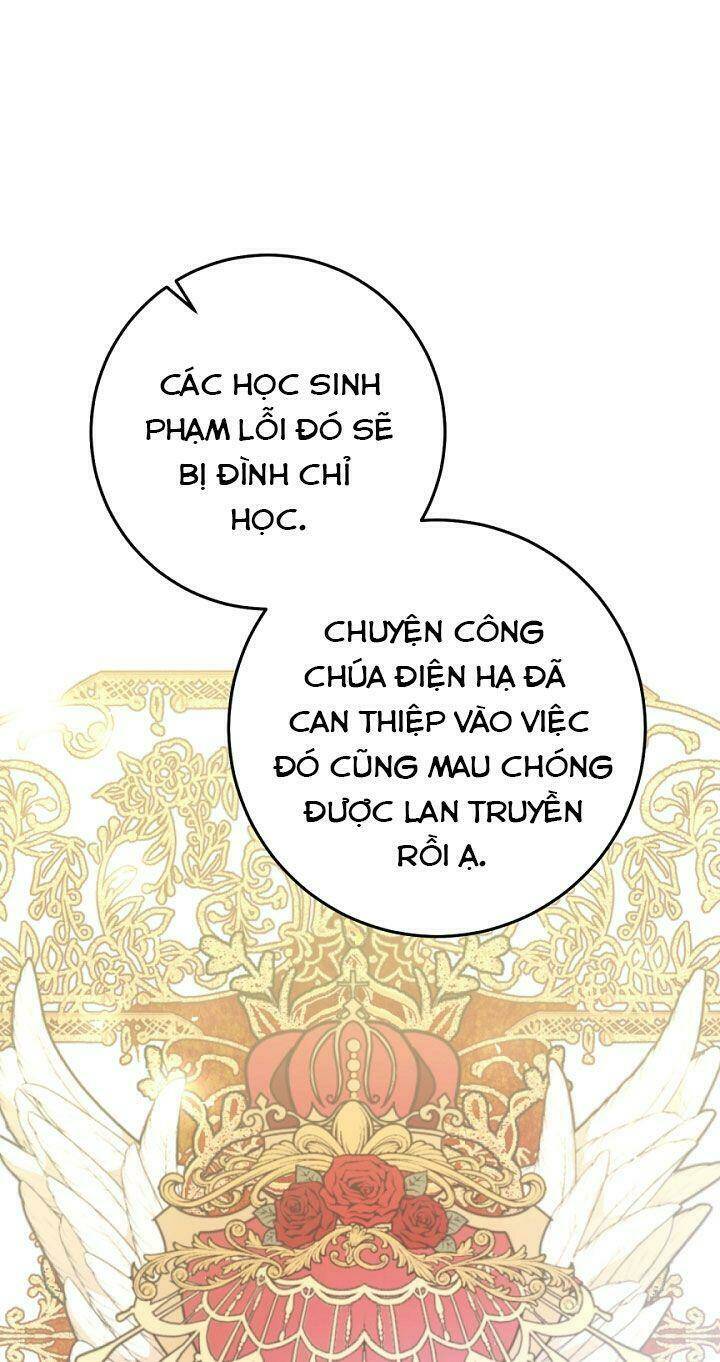 CÁC HỌC SINH
PHẠM LỖI ĐÓ SẼ
BỊ ĐÌNH CHỈ
HỌC.
CHUYỆN CÔNG
CHÚA ĐIỆN HẠ ĐÃ
CAN THIỆP VÀO VIỆC
ĐÓ CŨNG MAU CHÓNG
ĐƯỢC LAN TRUYỀN
RỒI Ạ.